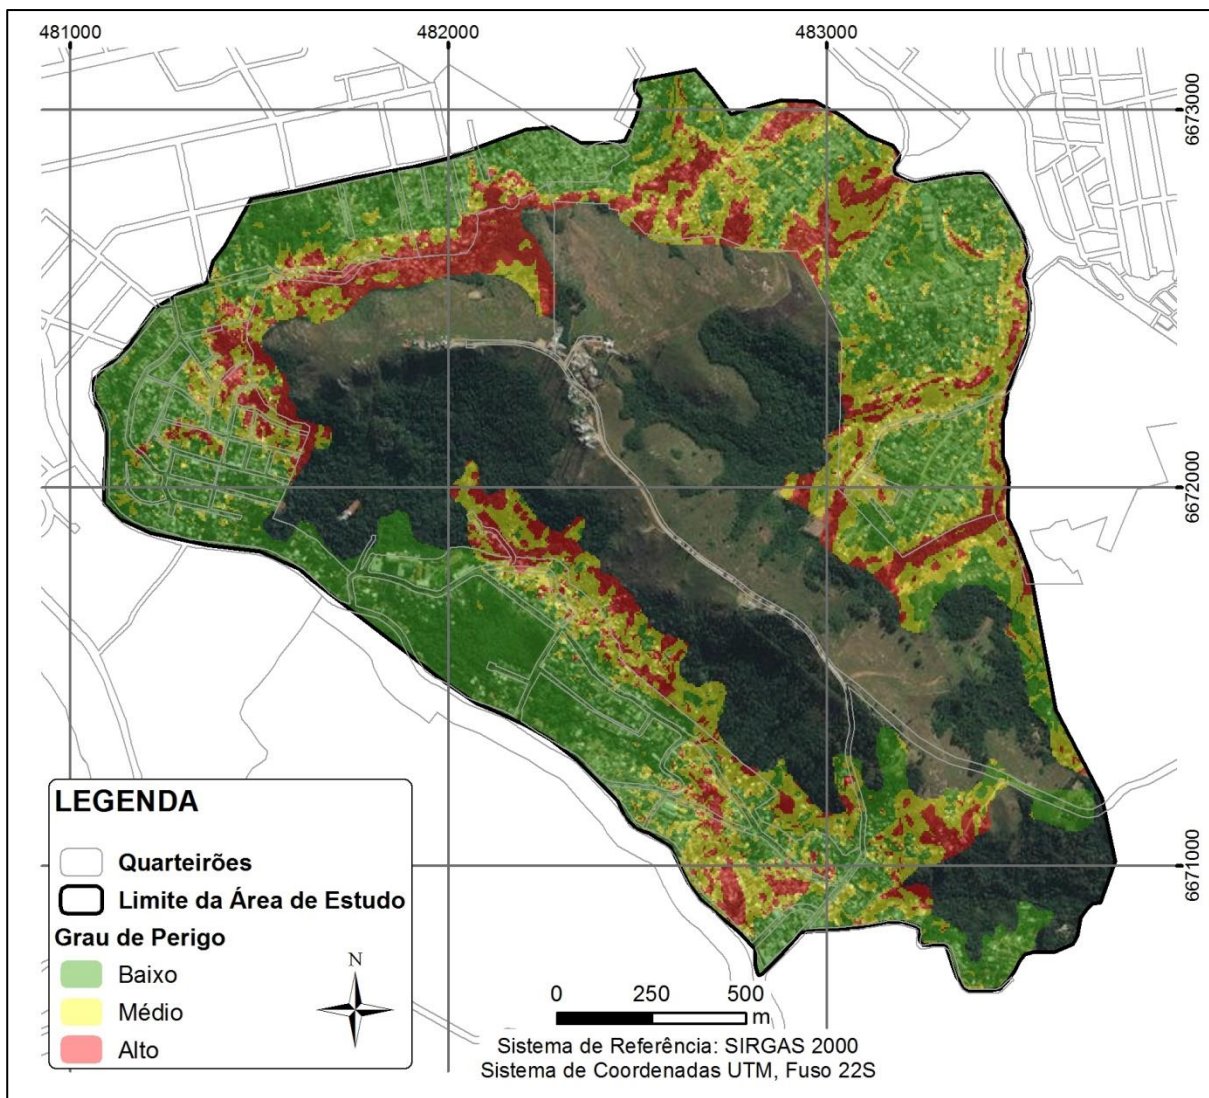 481000
482000
483000
6673000
6672000
6671000
LEGENDA
Quarteirões
Limite da Área de Estudo
Grau de Perigo
Baixo
Médio
Alto
N
0 250 500
m
Sistema de Referência: SIRGAS 2000
Sistema de Coordenadas UTM, Fuso 22S